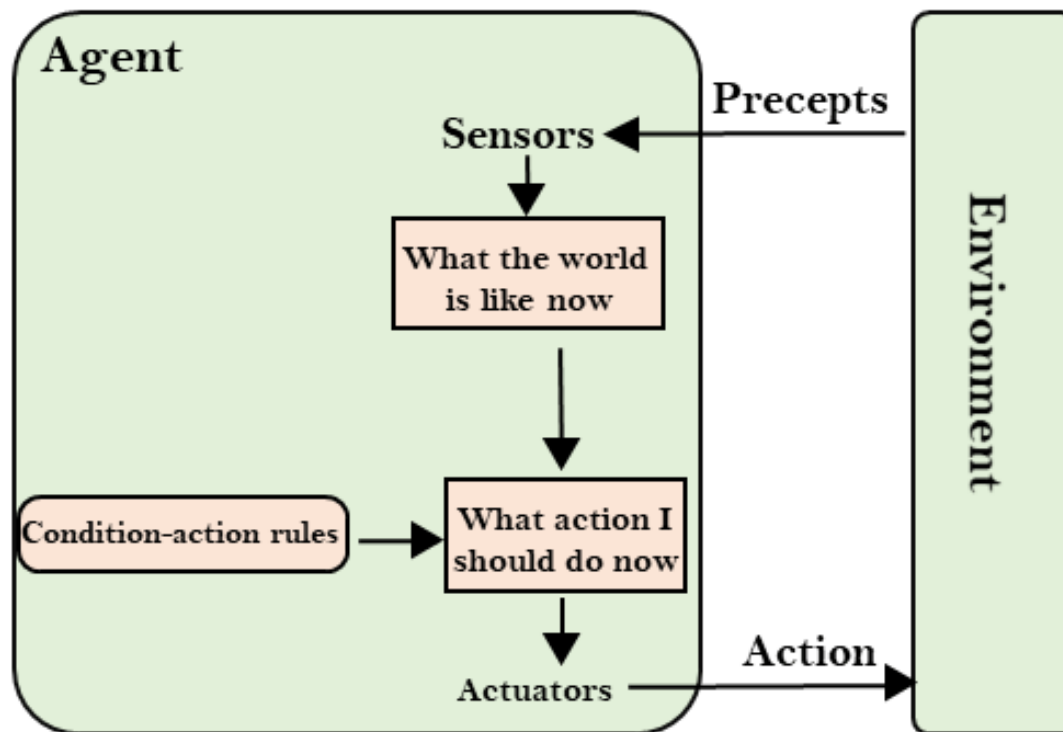 Agent
Precepts
Sensors
What the world
is like now
Environment
Condition-action rules
What action I
should do now
Action
Actuators